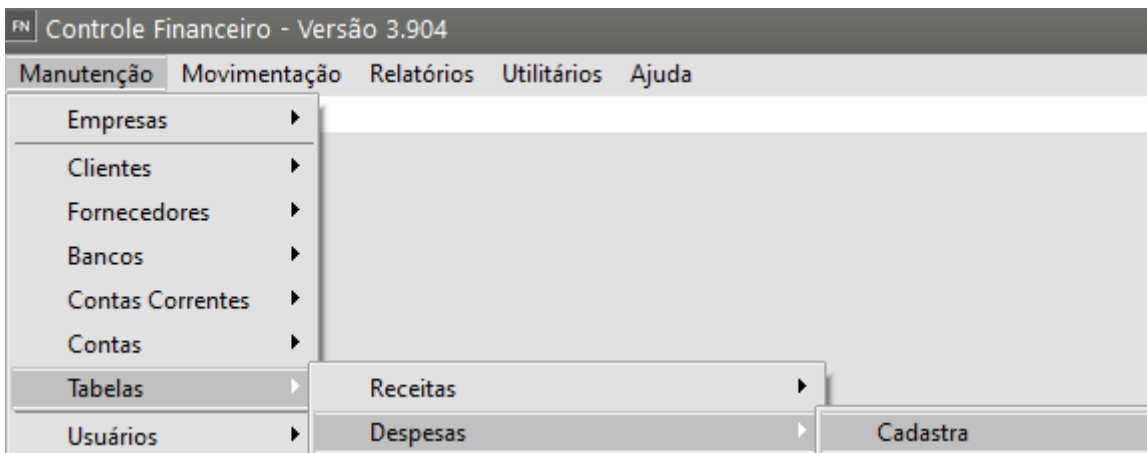 FN Controle Financeiro - Versão 3.904
Manutenção Movimentação Relatórios Utilitários Ajuda
Empresas
Clientes
Fornecedores
Bancos
Contas Correntes
Contas
Tabelas Receitas
Usuários Despesas Cadastra